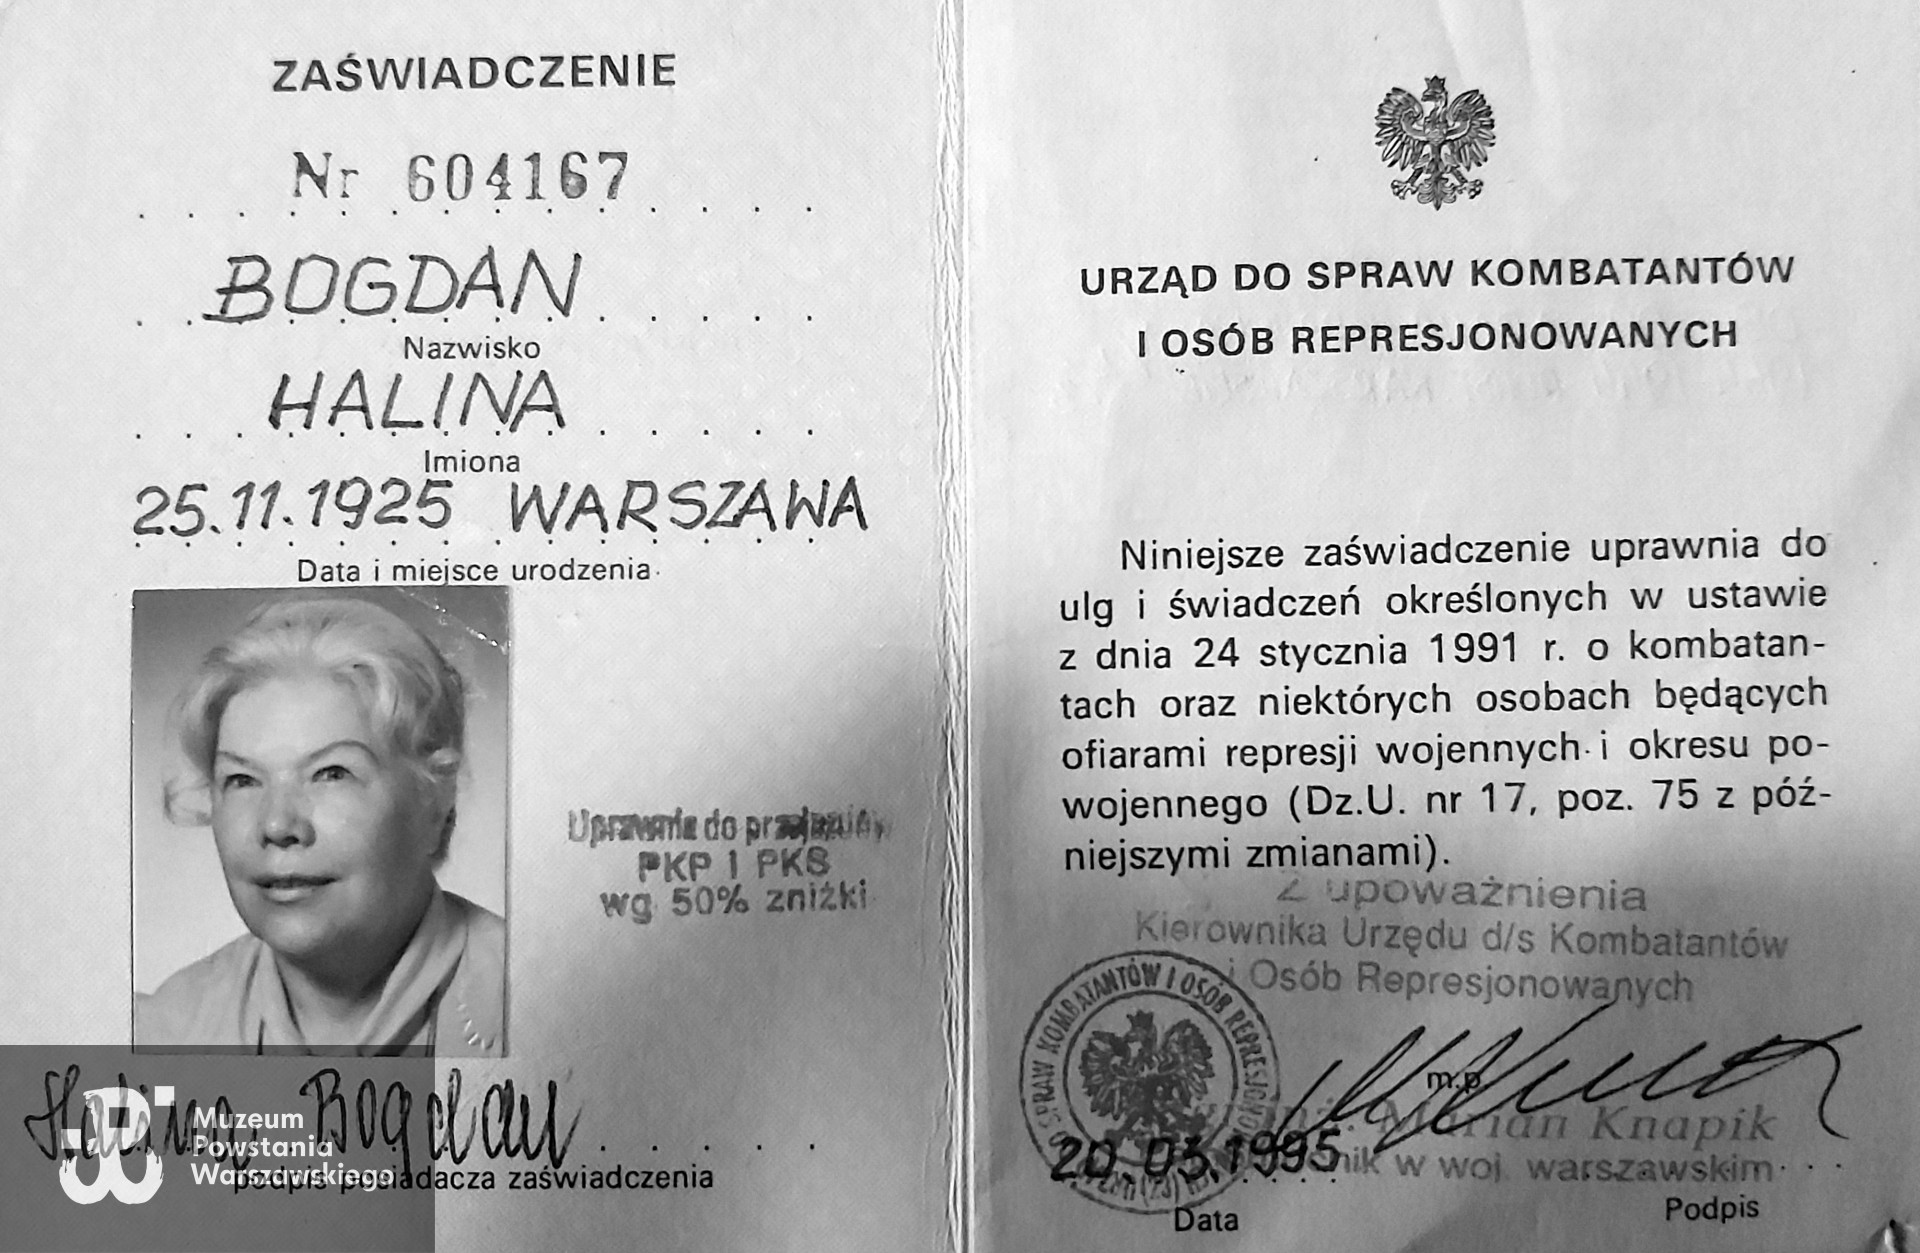 ZAŚWIADCZENIE
Nr 604167
BOGDAN
Nazwisko
HALINA
Imiona
25.11.1925 WARSZAWA
Data i miejsce urodzenia
Uprawnia do przejazdów
PKP i PKS
wg 50% zniżki
Halina Bogdan
podpis posiadacza zaświadczenia
Muzeum
Powstania
Warszawskiego
URZĄD DO SPRAW KOMBATANTÓW
I OSÓB REPRESJONOWANYCH
Niniejsze zaświadczenie uprawnia do
ulg i świadczeń określonych w ustawie
z dnia 24 stycznia 1991 r. o kombatan-
tach oraz niektórych osobach będących
ofiarami represji wojennych i okresu po-
wojennego (Dz.U. nr 17, poz. 75 z póź-
niejszymi zmianami).
Z upoważnienia
Kierownika Urzędu d/s Kombatantów
i Osób Represjonowanych
m.p.
Marian Knapik
w woj. warszawskim
20.03.1995
Data
Podpis